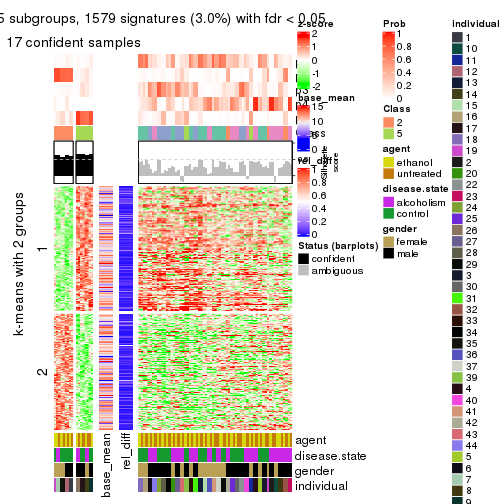 5 subgroups, 1579 signatures (3.0%) with fdr < 0.05
17 confident samples
k-means with 2 groups
1
2
base_mean
rel_diff
agent
disease.state
gender
individual
z-score
2
1
0
-1
-2
base_mean
15
10
5
0
rel_diff
1
0.8
0.6
0.4
0.2
0
Status (barplots)
confident
ambiguous
Silhouette
score
Prob
1
0.8
0.6
0.4
0.2
0
Class
2
5
agent
ethanol
untreated
disease.state
alcoholism
control
gender
female
male
individual
1
10
11
12
13
14
15
16
17
18
19
2
20
22
23
24
25
26
27
28
29
3
30
31
32
33
34
35
36
37
39
4
40
41
42
43
44
5
6
7
8
9